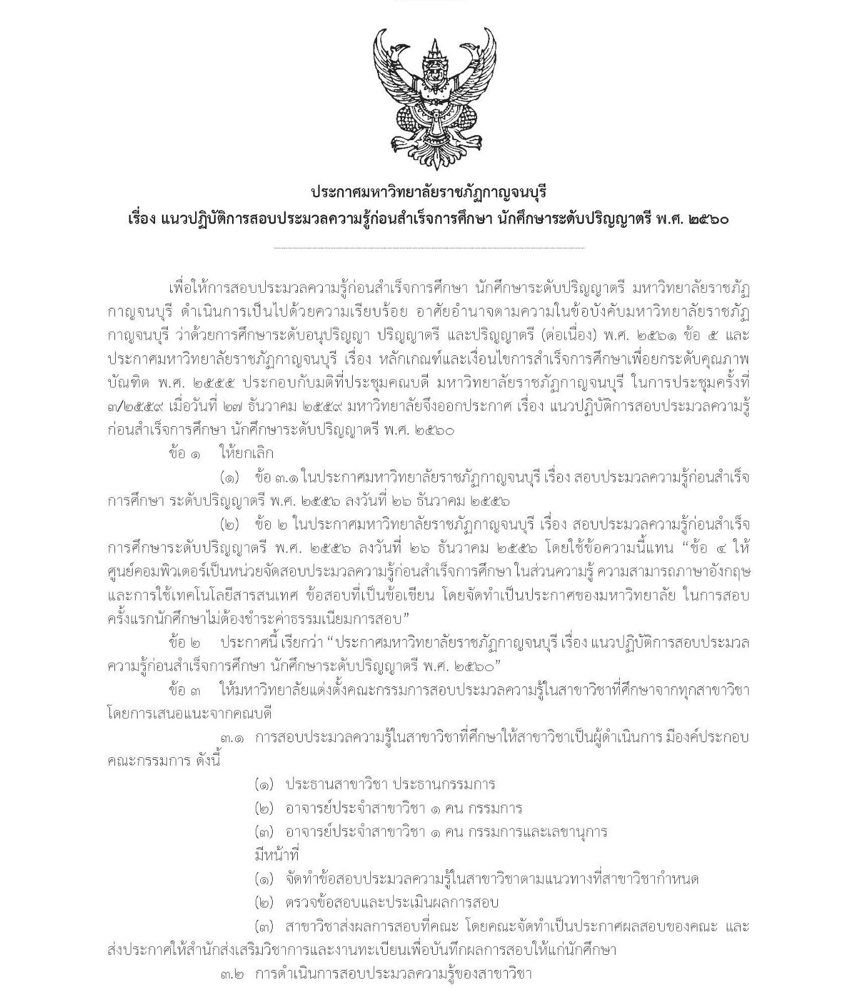 ประกาศมหาวิทยาลัยราชภัฏกาญจนบุรี
เรื่อง แนวปฏิบัติการสอบประมวลความรู้ก่อนสำเร็จการศึกษา นักศึกษาระดับปริญญาตรี พ.ศ. ๒๕๖๐
เพื่อให้การสอบประมวลความรู้ก่อนสำเร็จการศึกษา นักศึกษาระดับปริญญาตรี มหาวิทยาลัยราชภัฏ
กาญจนบุรี ดำเนินการเป็นไปด้วยความเรียบร้อย อาศัยอำนาจตามความในข้อบังคับมหาวิทยาลัยราชภัฏ
กาญจนบุรี ว่าด้วยการศึกษาระดับอนุปริญญา ปริญญาตรี และปริญญาตรี (ต่อเนื่อง) พ.ศ. ๒๕๖๑ ข้อ ๕ และ
ประกาศมหาวิทยาลัยราชภัฏกาญจนบุรี เรื่อง หลักเกณฑ์และเงื่อนไขการสำเร็จการศึกษาเพื่อยกระดับคุณภาพ
บัณฑิต พ.ศ. ๒๕๕๕ ประกอบกับมติที่ประชุมคณบดี มหาวิทยาลัยราชภัฏกาญจนบุรี ในการประชุมครั้งที่
๓/๒๕๕๙ เมื่อวันที่ ๒๗ ธันวาคม ๒๕๕๙ มหาวิทยาลัยจึงออกประกาศ เรื่อง แนวปฏิบัติการสอบประมวลความรู้
ก่อนสำเร็จการศึกษา นักศึกษาระดับปริญญาตรี พ.ศ. ๒๕๖๐
ข้อ ๑ ให้ยกเลิก
(๑) ข้อ ๓.๑ ในประกาศมหาวิทยาลัยราชภัฏกาญจนบุรี เรื่อง สอบประมวลความรู้ก่อนสำเร็จ
การศึกษา ระดับปริญญาตรี พ.ศ. ๒๕๕๖ ลงวันที่ ๒๖ ธันวาคม ๒๕๕๖
(๒) ข้อ ๒ ในประกาศมหาวิทยาลัยราชภัฏกาญจนบุรี เรื่อง สอบประมวลความรู้ก่อนสำเร็จ
การศึกษาระดับปริญญาตรี พ.ศ. ๒๕๕๖ ลงวันที่ ๒๖ ธันวาคม ๒๕๕๖ โดยใช้ข้อความนี้แทน “ข้อ ๔ ให้
ศูนย์คอมพิวเตอร์เป็นหน่วยจัดสอบประมวลความรู้ก่อนสำเร็จการศึกษา ในส่วนความรู้ ความสามารถภาษาอังกฤษ
และการใช้เทคโนโลยีสารสนเทศ ข้อสอบที่เป็นข้อเขียน โดยจัดทำเป็นประกาศของมหาวิทยาลัย ในการสอบ
ครั้งแรกนักศึกษาไม่ต้องชำระค่าธรรมเนียมการสอบ”
ข้อ ๒ ประกาศนี้ เรียกว่า “ประกาศมหาวิทยาลัยราชภัฏกาญจนบุรี เรื่อง แนวปฏิบัติการสอบประมวล
ความรู้ก่อนสำเร็จการศึกษา นักศึกษาระดับปริญญาตรี พ.ศ. ๒๕๖๐”
ข้อ ๓ ให้มหาวิทยาลัยแต่งตั้งคณะกรรมการสอบประมวลความรู้ในสาขาวิชาที่ศึกษาจากทุกสาขาวิชา
โดยการเสนอแนะจากคณบดี
๓.๑ การสอบประมวลความรู้ในสาขาวิชาที่ศึกษาให้สาขาวิชาเป็นผู้ดำเนินการ มีองค์ประกอบ
คณะกรรมการ ดังนี้
(๑) ประธานสาขาวิชา ประธานกรรมการ
(๒) อาจารย์ประจำสาขาวิชา ๑ คน กรรมการ
(๓) อาจารย์ประจำสาขาวิชา ๑ คน กรรมการและเลขานุการ
มีหน้าที่
(๑) จัดทำข้อสอบประมวลความรู้ในสาขาวิชาตามแนวทางที่สาขาวิชากำหนด
(๒) ตรวจข้อสอบและประเมินผลการสอบ
(๓) สาขาวิชาส่งผลการสอบที่คณะ โดยคณะจัดทำเป็นประกาศผลสอบของคณะ และ
ส่งประกาศให้สำนักส่งเสริมวิชาการและงานทะเบียนเพื่อบันทึกผลการสอบให้แก่นักศึกษา
๓.๒ การดำเนินการสอบประมวลความรู้ของสาขาวิชา